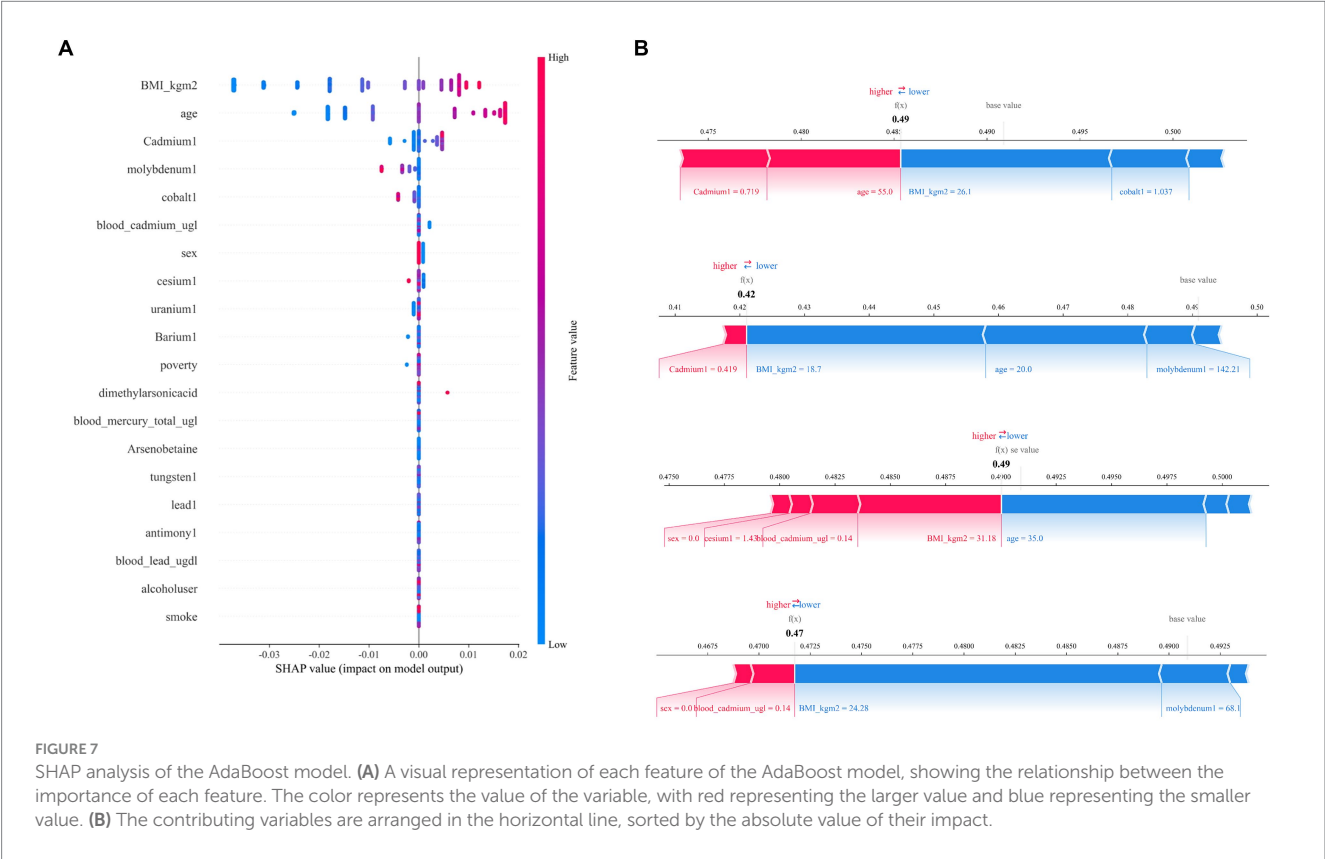 A
High
BMI_kgm2
age
Cadmium1
molybdenum1
cobalt1
blood_cadmium_ugl
sex
cesium1
uranium1
Barium1
poverty
dimethylarsonicacid
blood_mercury_total_ugl
Arsenobetaine
tungsten1
lead1
antimony1
blood_lead_ugdl
alcoholuser
smoke
Feature value
Low
-0.03 -0.02 -0.01 0.00 0.01 0.02
SHAP value (impact on model output)
B
higher ⇄ lower
f(x) base value
0.49
0.475 0.480 0.485 0.490 0.495 0.500
Cadmium1 = 0.719 age = 55.0 BMI_kgm2 = 26.1 cobalt1 = 1.037
higher ⇄ lower
f(x) base value
0.42
0.41 0.42 0.43 0.44 0.45 0.46 0.47 0.48 0.49 0.50
Cadmium1 = 0.419 BMI_kgm2 = 18.7 age = 20.0 molybdenum1 = 142.21
higher ⇄ lower
f(x) se value
0.49
0.4750 0.4775 0.4800 0.4825 0.4850 0.4875 0.4900 0.4925 0.4950 0.4975 0.5000
sex = 0.0 cesium1 = 1.43 blood_cadmium_ugl = 0.14 BMI_kgm2 = 31.18 age = 35.0
higher ⇄ lower
f(x) base value
0.47
0.4675 0.4700 0.4725 0.4750 0.4775 0.4800 0.4825 0.4850 0.4875 0.4900 0.4925
sex = 0.0 blood_cadmium_ugl = 0.14 BMI_kgm2 = 24.28 molybdenum1 = 68.1
FIGURE 7
SHAP analysis of the AdaBoost model. (A) A visual representation of each feature of the AdaBoost model, showing the relationship between the
importance of each feature. The color represents the value of the variable, with red representing the larger value and blue representing the smaller
value. (B) The contributing variables are arranged in the horizontal line, sorted by the absolute value of their impact.